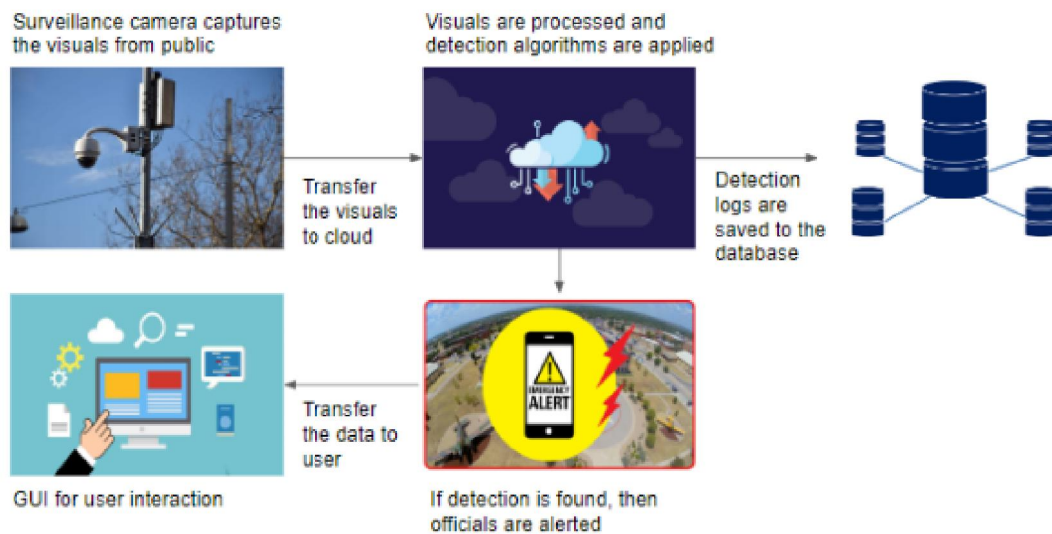 Surveillance camera captures
the visuals from public
Visuals are processed and
detection algorithms are applied
Transfer
the visuals
to cloud
Detection
logs are
saved to the
database
EMERGENCY
ALERT
Transfer
the data to
user
GUI for user interaction
If detection is found, then
officials are alerted